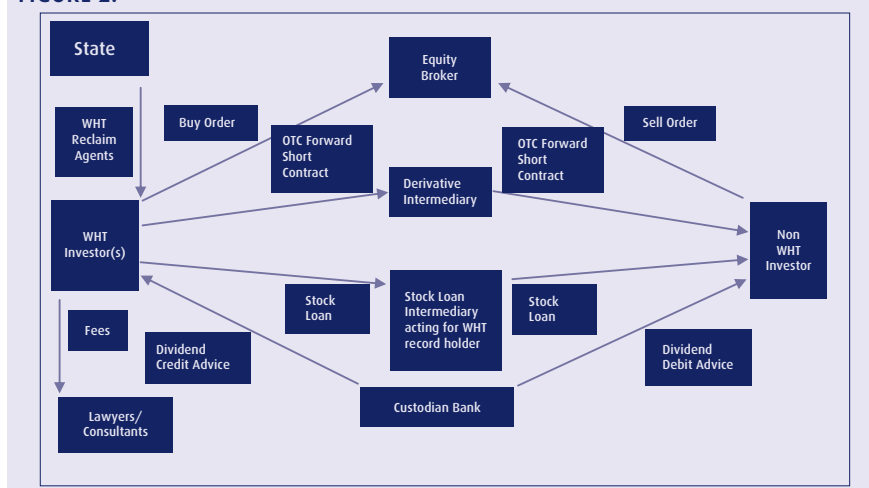 FIGURE 2:
State
Equity
Broker
WHT
Reclaim
Agents
Buy Order
Sell Order
OTC Forward
Short
Contract
OTC Forward
Short
Contract
Derivative
Intermediary
WHT
Investor(s)
Non
WHT
Investor
Stock
Loan
Stock Loan
Intermediary
acting for WHT
record holder
Stock
Loan
Fees
Dividend
Credit Advice
Dividend
Debit Advice
Custodian Bank
Lawyers/
Consultants